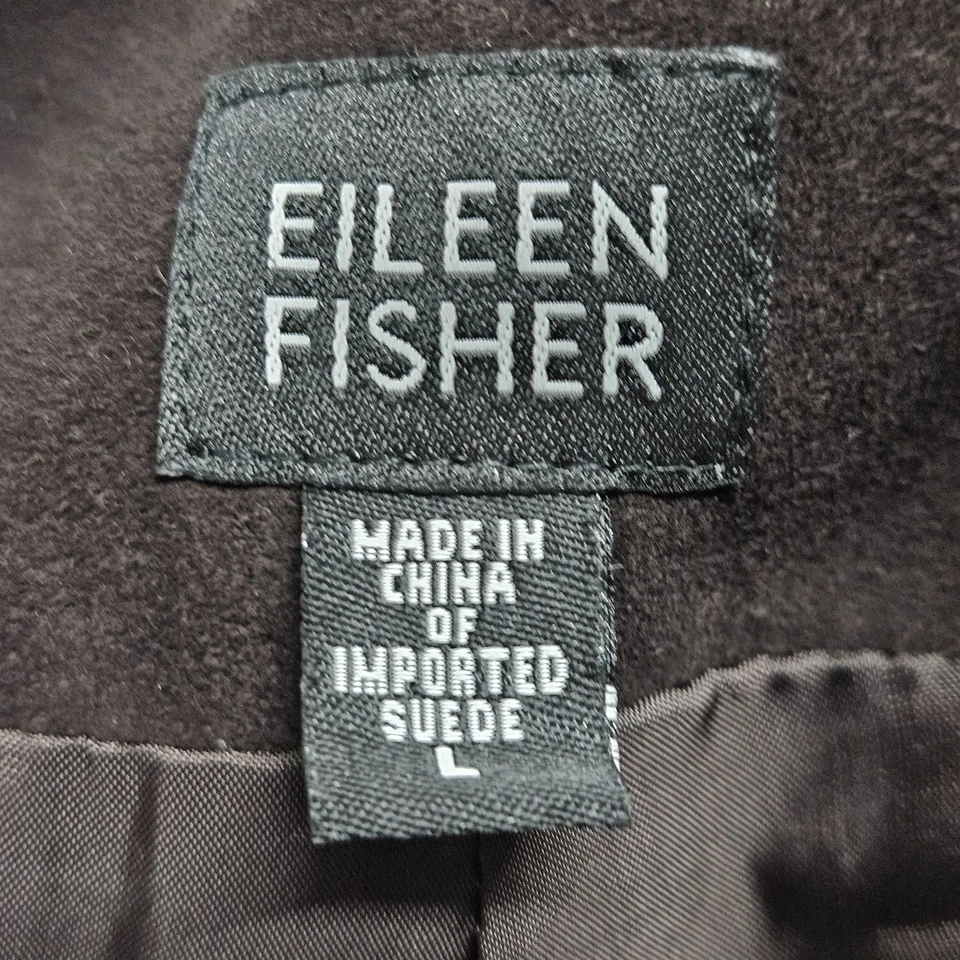 EILEEN
FISHER
MADE IN
CHINA
OF
IMPORTED
SUEDE
L